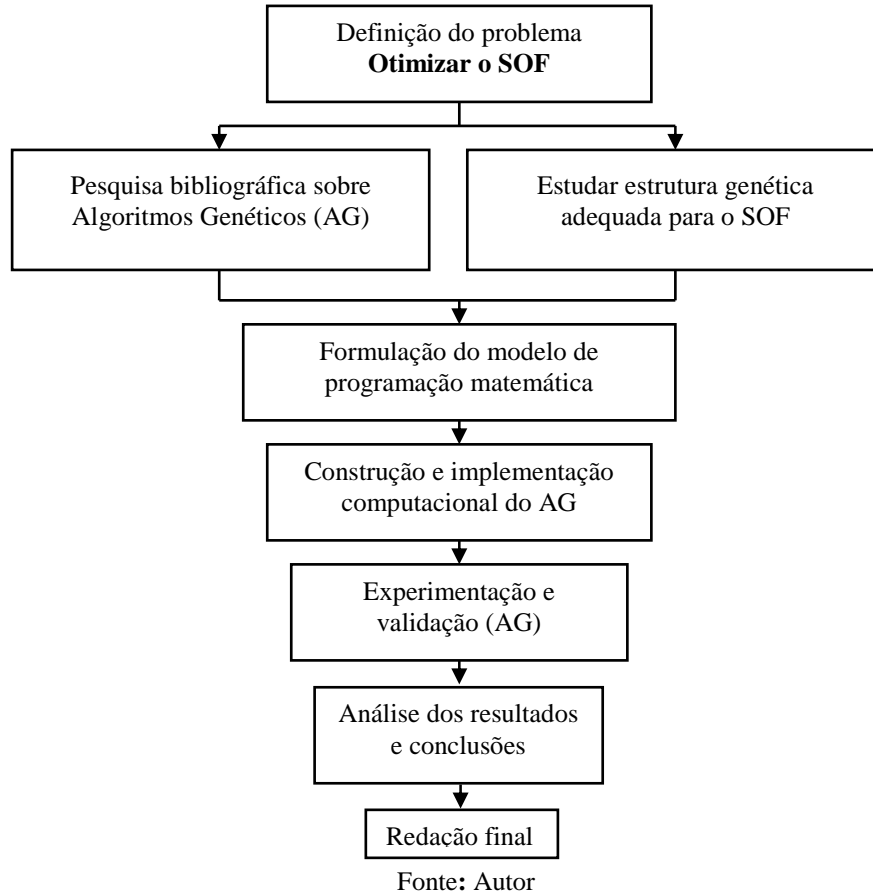 Definição do problema
Otimizar o SOF
Pesquisa bibliográfica sobre
Algoritmos Genéticos (AG)
Estudar estrutura genética
adequada para o SOF
Formulação do modelo de
programação matemática
Construção e implementação
computacional do AG
Experimentação e
validação (AG)
Análise dos resultados
e conclusões
Redação final
Fonte: Autor